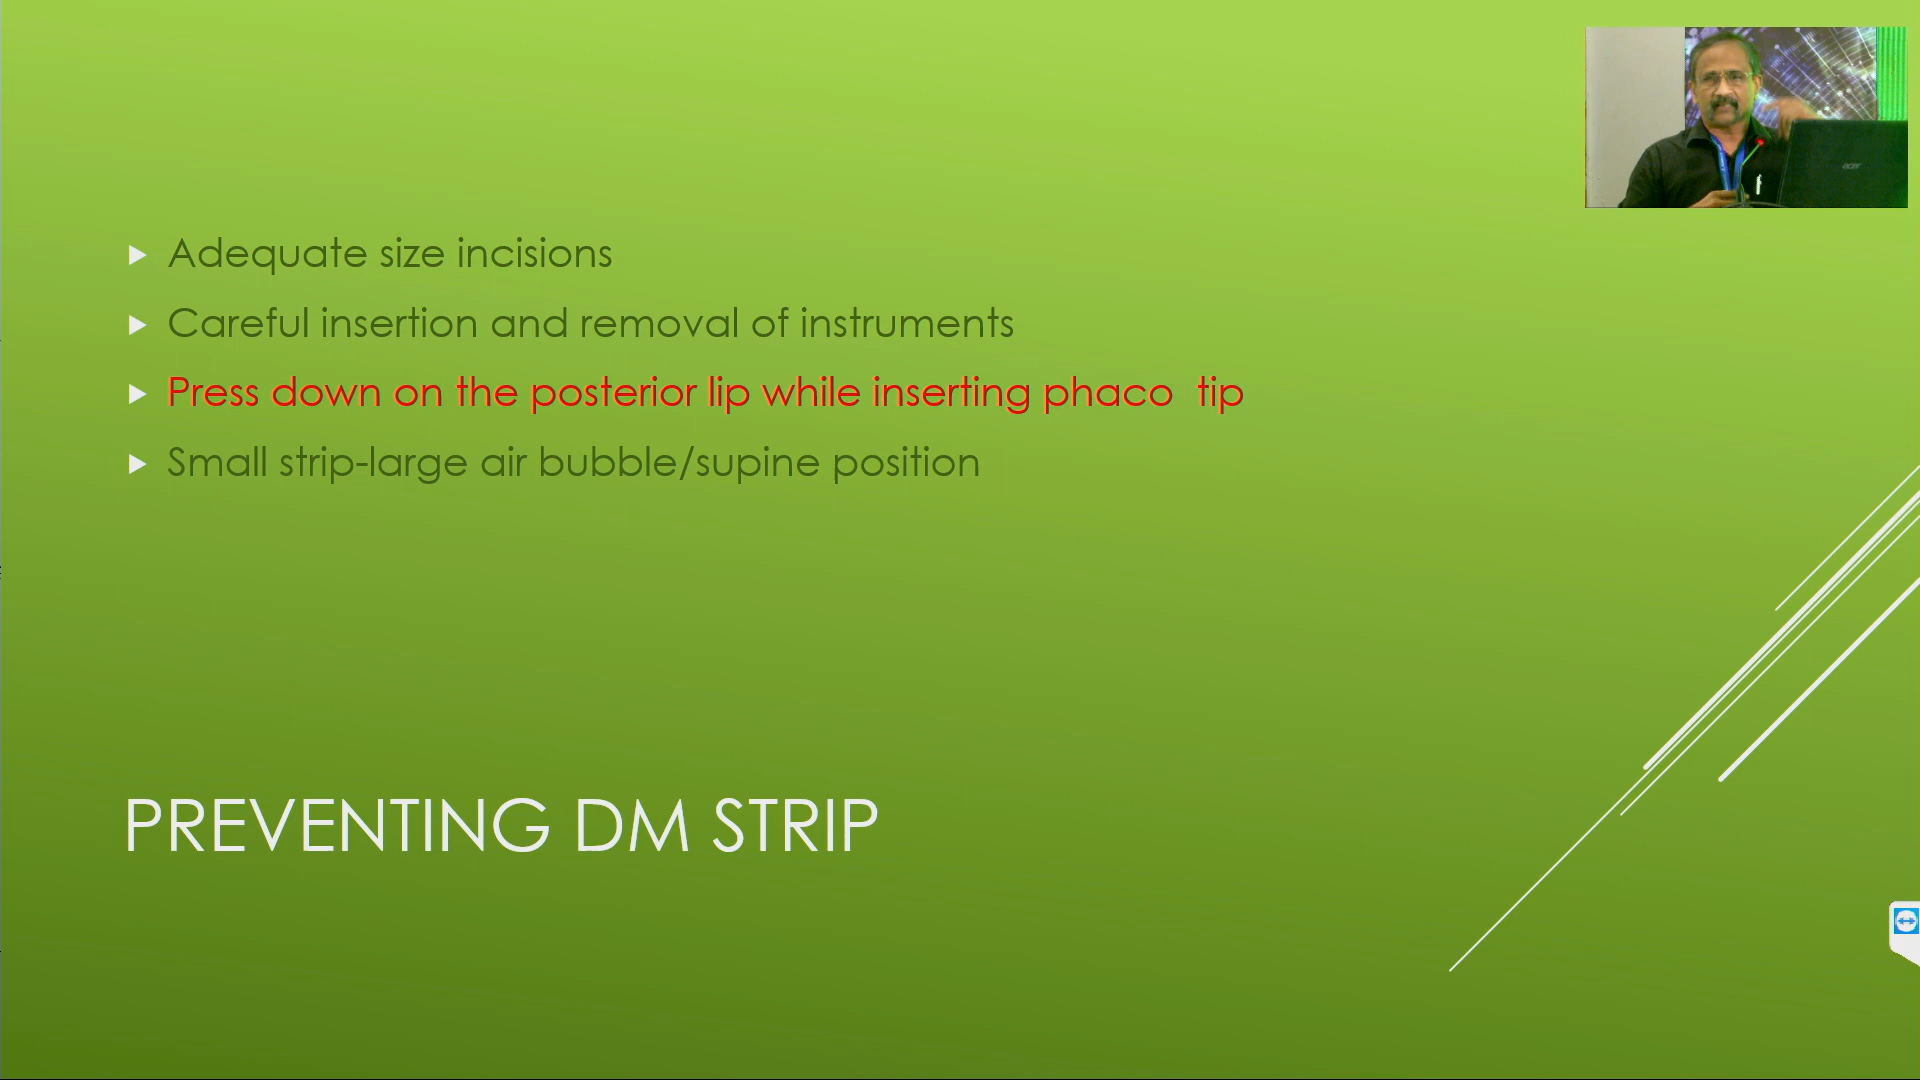 Adequate size incisions
Careful insertion and removal of instruments
Press down on the posterior lip while inserting phaco  tip
Small strip-large air bubble/supine position
PREVENTING DM STRIP
acer